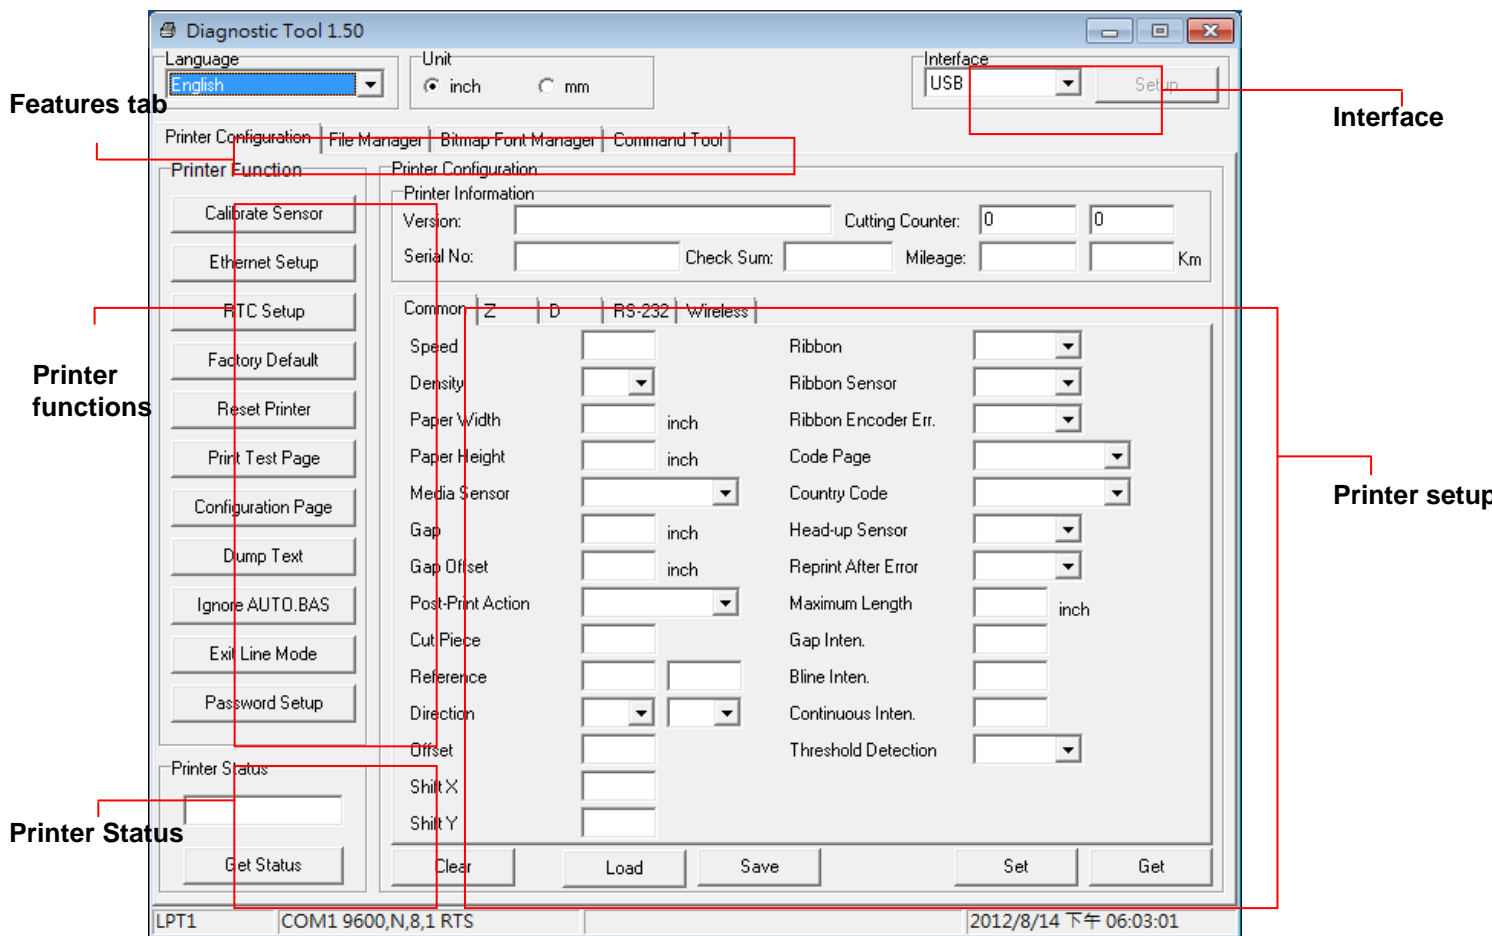 Diagnostic Tool 1.50
Language
English
Unit
inch
mm
Interface
USB
Setup
Features tab
Interface
Printer Configuration
File Manager
Bitmap Font Manager
Command Tool
Printer Function
Calibrate Sensor
Ethernet Setup
RTC Setup
Factory Default
Reset Printer
Print Test Page
Configuration Page
Dump Text
Ignore AUTO.BAS
Exit Line Mode
Password Setup
Printer functions
Printer Configuration
Printer Information
Version:
Cutting Counter: 0 0
Serial No:
Check Sum:
Mileage:
Km
Common
Z
D
RS-232
Wireless
Speed
Density
Paper Width inch
Paper Height inch
Media Sensor
Gap inch
Gap Offset inch
Post-Print Action
Cut Piece
Reference
Direction
Offset
Shift X
Shift Y
Ribbon
Ribbon Sensor
Ribbon Encoder Err.
Code Page
Country Code
Head-up Sensor
Reprint After Error
Maximum Length inch
Gap Inten.
Bline Inten.
Continuous Inten.
Threshold Detection
Printer setup
Printer Status
Get Status
Printer Status
Clear
Load
Save
Set
Get
LPT1
COM1 9600,N,8,1 RTS
2012/8/14 下午 06:03:01